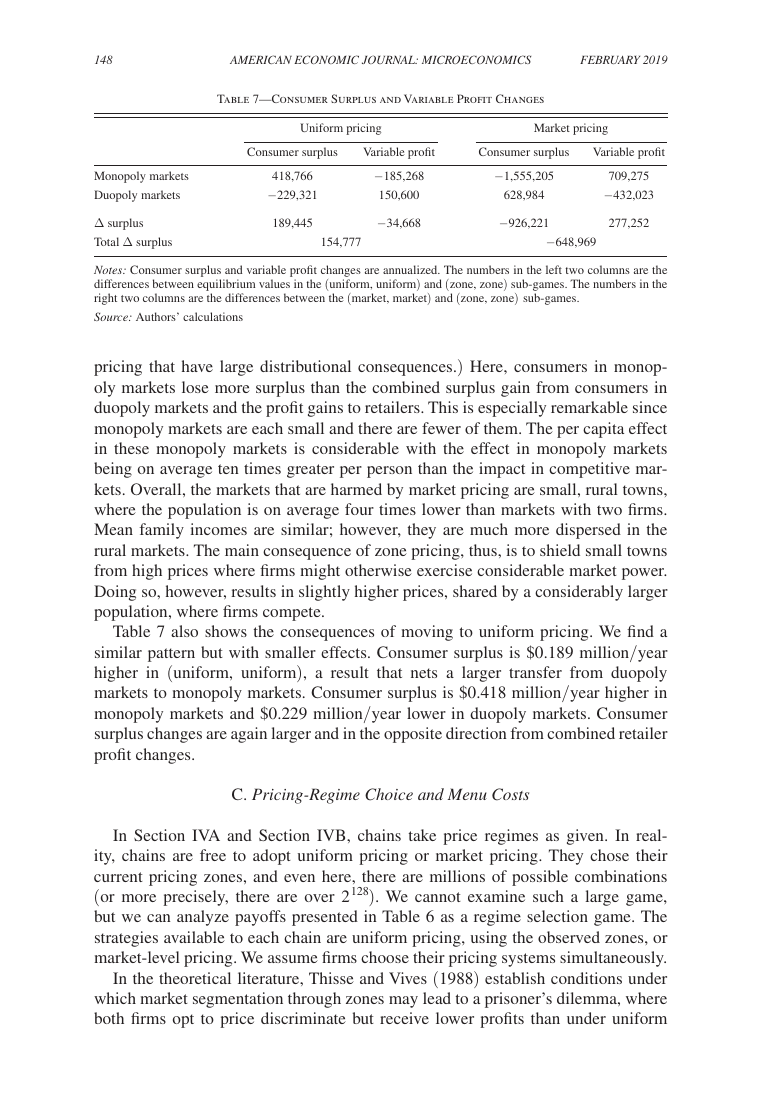 148 AMERICAN ECONOMIC JOURNAL: MICROECONOMICS FEBRUARY 2019
Table 7—Consumer Surplus and Variable Profit Changes
Uniform pricing Market pricing
Consumer surplus Variable profit Consumer surplus Variable profit
Monopoly markets 418,766 −185,268 −1,555,205 709,275
Duopoly markets −229,321 150,600 628,984 −432,023
Δ surplus 189,445 −34,668 −926,221 277,252
Total Δ surplus 154,777 −648,969
Notes: Consumer surplus and variable profit changes are annualized. The numbers in the left two columns are the
differences between equilibrium values in the (uniform, uniform) and (zone, zone) sub-games. The numbers in the
right two columns are the differences between the (market, market) and (zone, zone) sub-games.
Source: Authors' calculations
pricing that have large distributional consequences.) Here, consumers in monop-
oly markets lose more surplus than the combined surplus gain from consumers in
duopoly markets and the profit gains to retailers. This is especially remarkable since
monopoly markets are each small and there are fewer of them. The per capita effect
in these monopoly markets is considerable with the effect in monopoly markets
being on average ten times greater per person than the impact in competitive mar-
kets. Overall, the markets that are harmed by market pricing are small, rural towns,
where the population is on average four times lower than markets with two firms.
Mean family incomes are similar; however, they are much more dispersed in the
rural markets. The main consequence of zone pricing, thus, is to shield small towns
from high prices where firms might otherwise exercise considerable market power.
Doing so, however, results in slightly higher prices, shared by a considerably larger
population, where firms compete.
Table 7 also shows the consequences of moving to uniform pricing. We find a
similar pattern but with smaller effects. Consumer surplus is $0.189 million/year
higher in (uniform, uniform), a result that nets a larger transfer from duopoly
markets to monopoly markets. Consumer surplus is $0.418 million/year higher in
monopoly markets and $0.229 million/year lower in duopoly markets. Consumer
surplus changes are again larger and in the opposite direction from combined retailer
profit changes.
C. Pricing-Regime Choice and Menu Costs
In Section IVA and Section IVB, chains take price regimes as given. In real-
ity, chains are free to adopt uniform pricing or market pricing. They chose their
current pricing zones, and even here, there are millions of possible combinations
(or more precisely, there are over 2^128). We cannot examine such a large game,
but we can analyze payoffs presented in Table 6 as a regime selection game. The
strategies available to each chain are uniform pricing, using the observed zones, or
market-level pricing. We assume firms choose their pricing systems simultaneously.
In the theoretical literature, Thisse and Vives (1988) establish conditions under
which market segmentation through zones may lead to a prisoner's dilemma, where
both firms opt to price discriminate but receive lower profits than under uniform